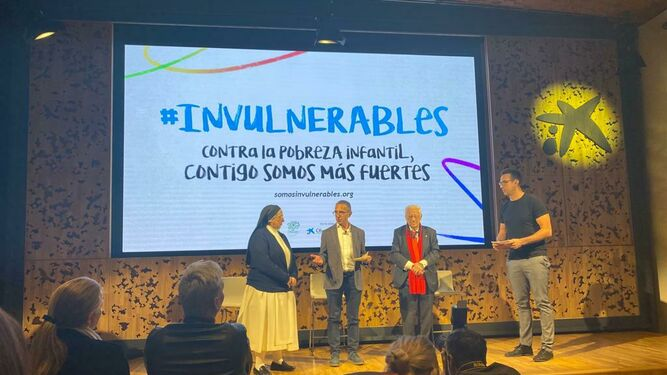 #INVULNERABLES
CONTRA LA POBREZA INFANTIL,
CONTIGO SOMOS MÁS FUERTES
somosinvulnerables.org